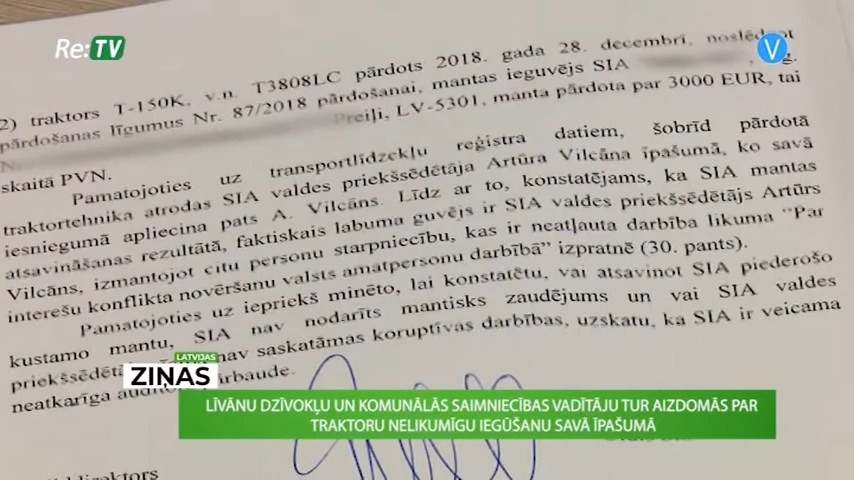 Re:TV
V
2) traktors T-150K, v.n. T3808LC pārdots 2018. gada 28. decembrī, noslēdzot
pārdošanas līgumus Nr. 87/2018 pārdošanai, mantas ieguvējs SIA
Preiļi, LV-5301, manta pārdota par 3000 EUR, tai
skaitā PVN.
Pamatojoties uz transportlīdzekļu reģistra datiem, šobrīd pārdotā
traktortehnika atrodas SIA valdes priekšsēdētāja Artūra Vilcāna īpašumā, ko savā
iesniegumā apliecina pats A. Vilcāns. Līdz ar to, konstatējams, ka SIA mantas
atsavināšanas rezultātā, faktiskais labuma guvējs ir SIA valdes priekšsēdētājs Artūrs
Vilcāns, izmantojot citu personu starpniecību, kas ir neatļauta darbība likuma "Par
interešu konflikta novēršanu valsts amatpersonu darbībā" izpratnē (30. pants).
Pamatojoties uz iepriekš minēto, lai konstatētu, vai atsavinot SIA piederošo
kustamo mantu, SIA nav nodarīts mantisks zaudējums un vai SIA valdes
nav saskatāmas koruptīvas darbības, uzskatu, ka SIA ir veicama
neatkarīga
LATVIJAS
ZIŅAS
LĪVĀNU DZĪVOKĻU UN KOMUNĀLĀS SAIMNIECĪBAS VADĪTĀJU TUR AIZDOMĀS PAR
TRAKTORU NELIKUMĪGU IEGŪŠANU SAVĀ ĪPAŠUMĀ